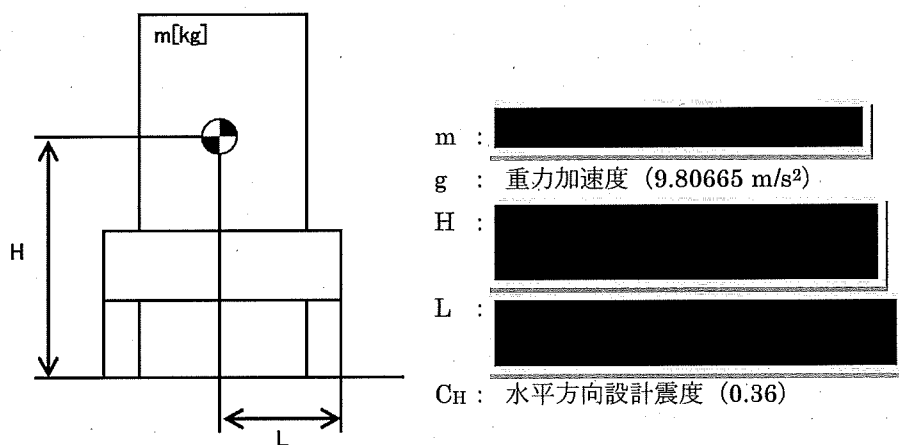 m[kg]
H
L
m :
g : 重力加速度 (9.80665 m/s²)
H :
L :
CH : 水平方向設計震度 (0.36)